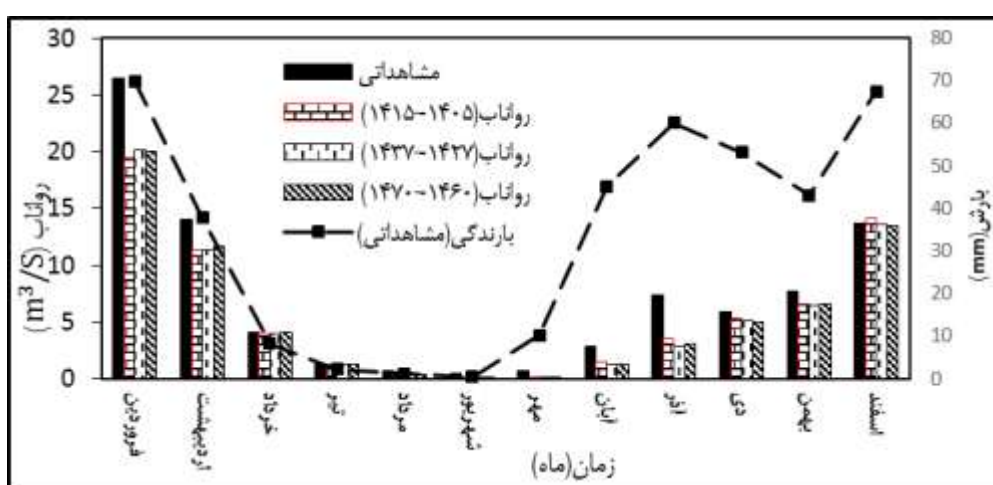 30
25
20
15
10
5
0
رواناب (m³/S)
80
70
60
50
40
30
20
10
0
بارش(mm)
مشاهداتی
رواناب(۱۴۰۵-۱۴۱۵)
رواناب(۱۴۲۷-۱۴۳۷)
رواناب(۱۴۶۰-۱۴۷۰)
بارندگی(مشاهداتی)
فروردین
اردیبهشت
خرداد
تیر
مرداد
شهریور
مهر
آبان
آذر
دی
بهمن
اسفند
زمان(ماه)